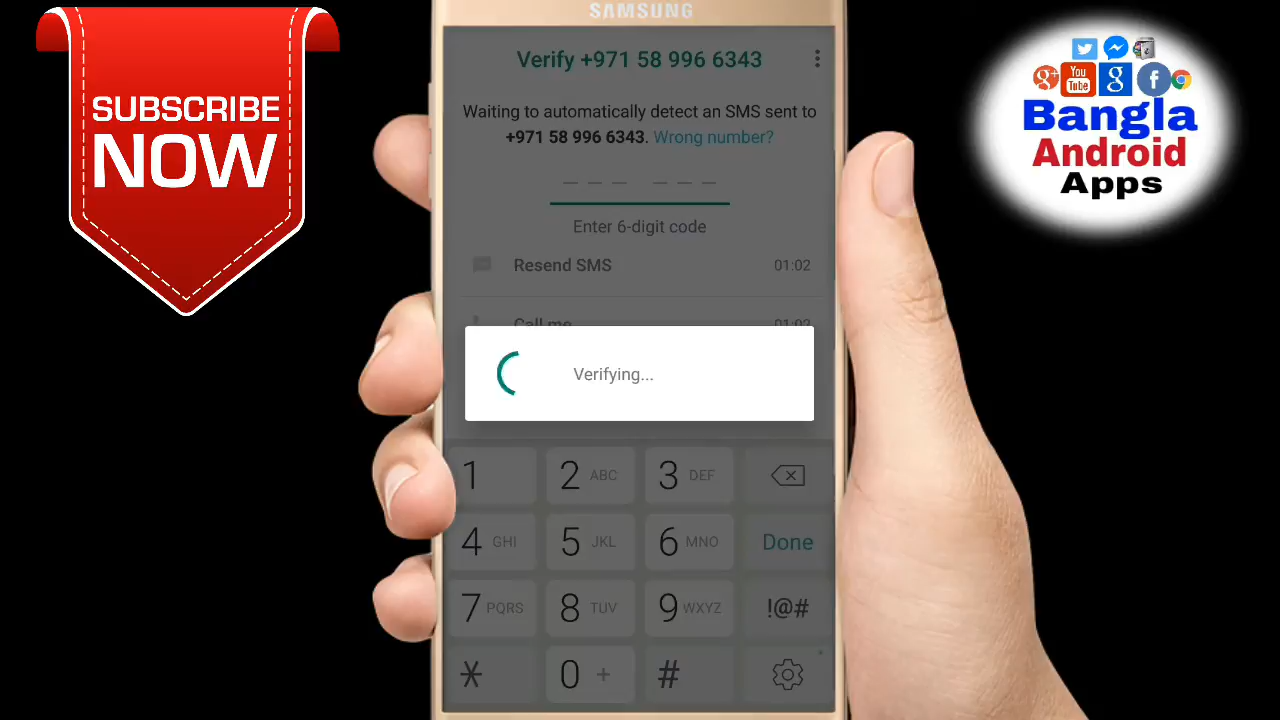 SUBSCRIBE
NOW
SAMSUNG
Verify +971 58 996 6343
Waiting to automatically detect an SMS sent to
+971 58 996 6343. Wrong number?
Enter 6-digit code
Resend SMS 01:02
Call me 01:02
Verifying...
1 2 ABC 3 DEF
4 GHI 5 JKL 6 MNO Done
7 PQRS 8 TUV 9 WXYZ !@#
* 0 + #
g+ You Tube g f
Bangla
Android
Apps